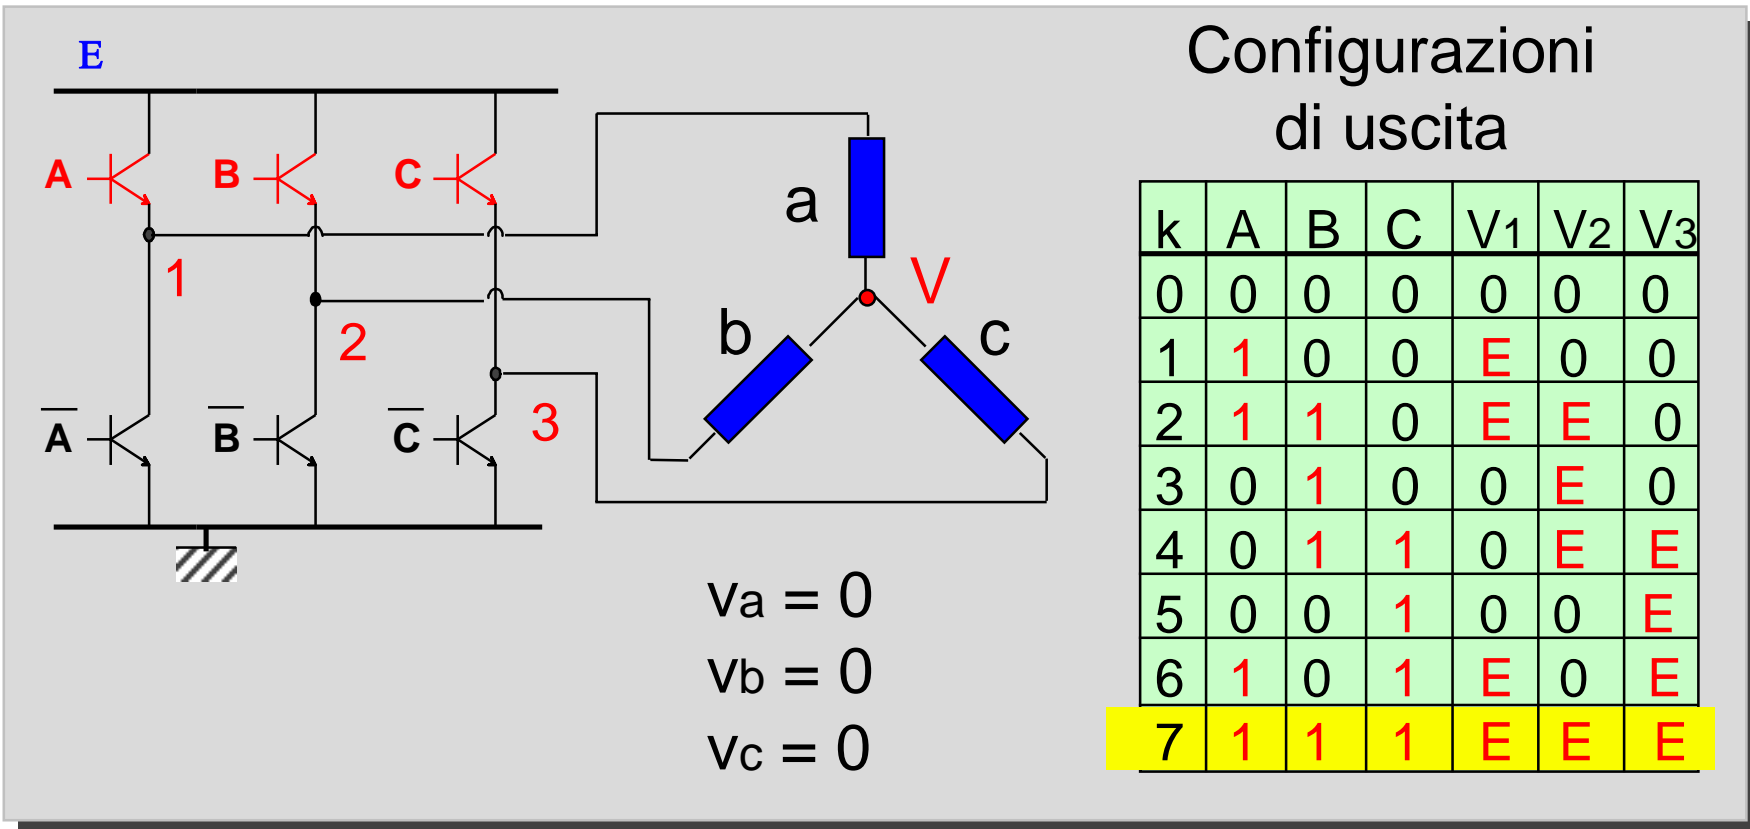 E
Configurazioni
di uscita
A B C
a
1
V
b c
2
3
A B C
va = 0
vb = 0
vc = 0
k A B C V1 V2 V3
0 0 0 0 0 0 0
1 1 0 0 E 0 0
2 1 1 0 E E 0
3 0 1 0 0 E 0
4 0 1 1 0 E E
5 0 0 1 0 0 E
6 1 0 1 E 0 E
7 1 1 1 E E E